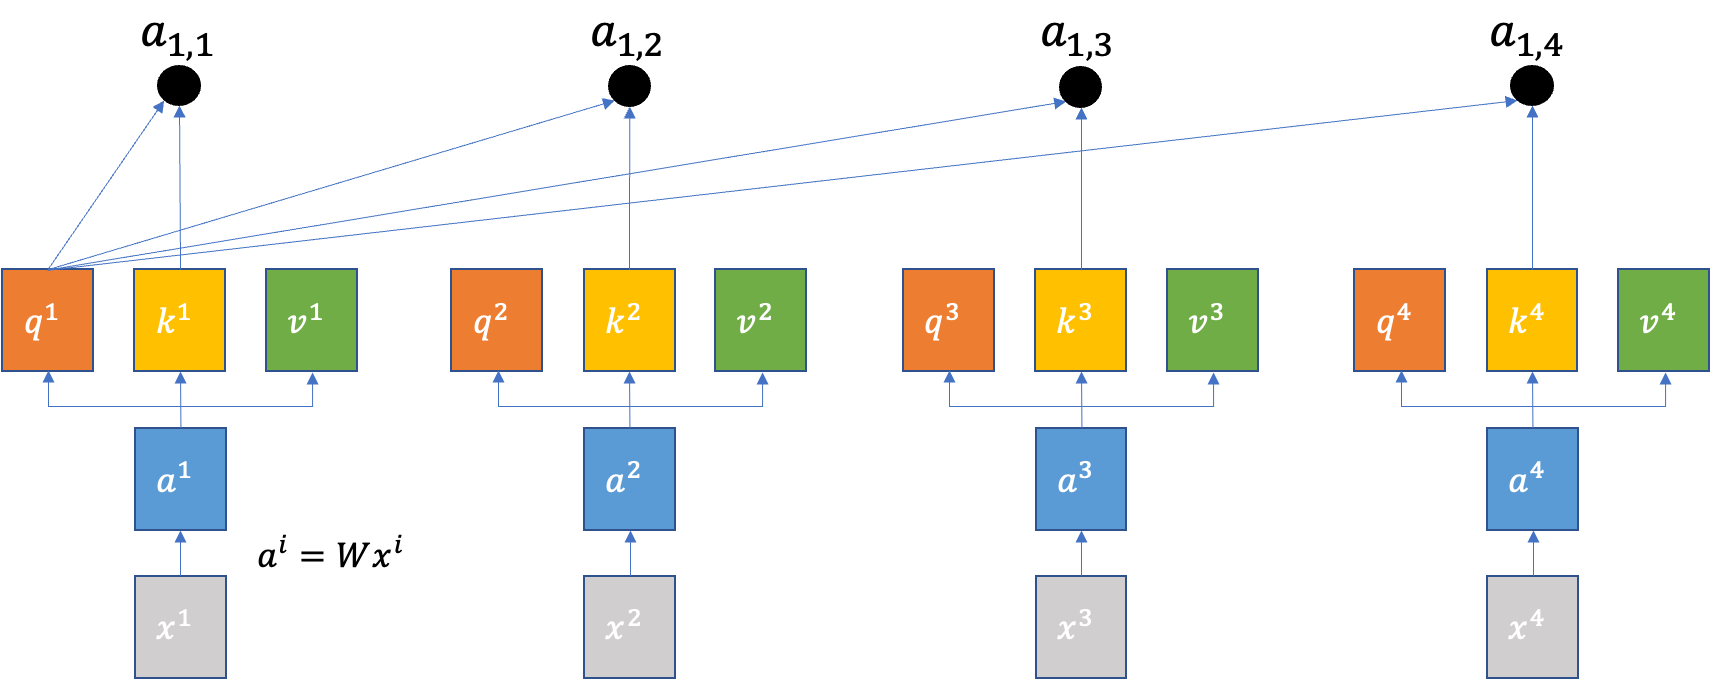 a₁,₁ a₁,₂ a₁,₃ a₁,₄
q¹ k¹ v¹ q² k² v² q³ k³ v³ q⁴ k⁴ v⁴
a¹ a² a³ a⁴
aⁱ = Wxⁱ
x¹ x² x³ x⁴